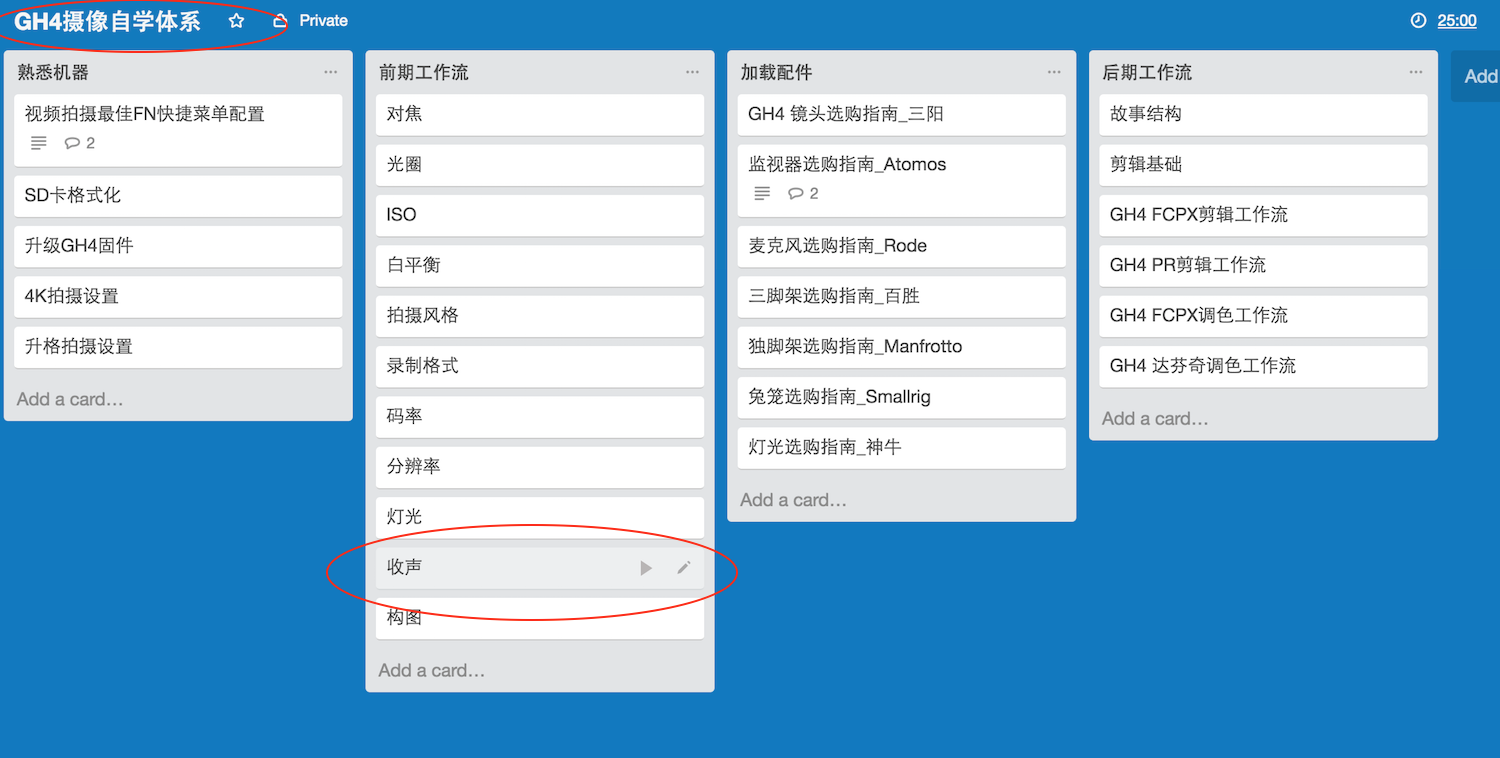 GH4摄像自学体系
Private
25:00
熟悉机器
视频拍摄最佳FN快捷菜单配置
2
SD卡格式化
升级GH4固件
4K拍摄设置
升格拍摄设置
Add a card…
前期工作流
对焦
光圈
ISO
白平衡
拍摄风格
录制格式
码率
分辨率
灯光
收声
构图
Add a card…
加载配件
GH4 镜头选购指南_三阳
监视器选购指南_Atomos
2
麦克风选购指南_Rode
三脚架选购指南_百胜
独脚架选购指南_Manfrotto
兔笼选购指南_Smallrig
灯光选购指南_神牛
Add a card…
后期工作流
故事结构
剪辑基础
GH4 FCPX剪辑工作流
GH4 PR剪辑工作流
GH4 FCPX调色工作流
GH4 达芬奇调色工作流
Add a card…
Add